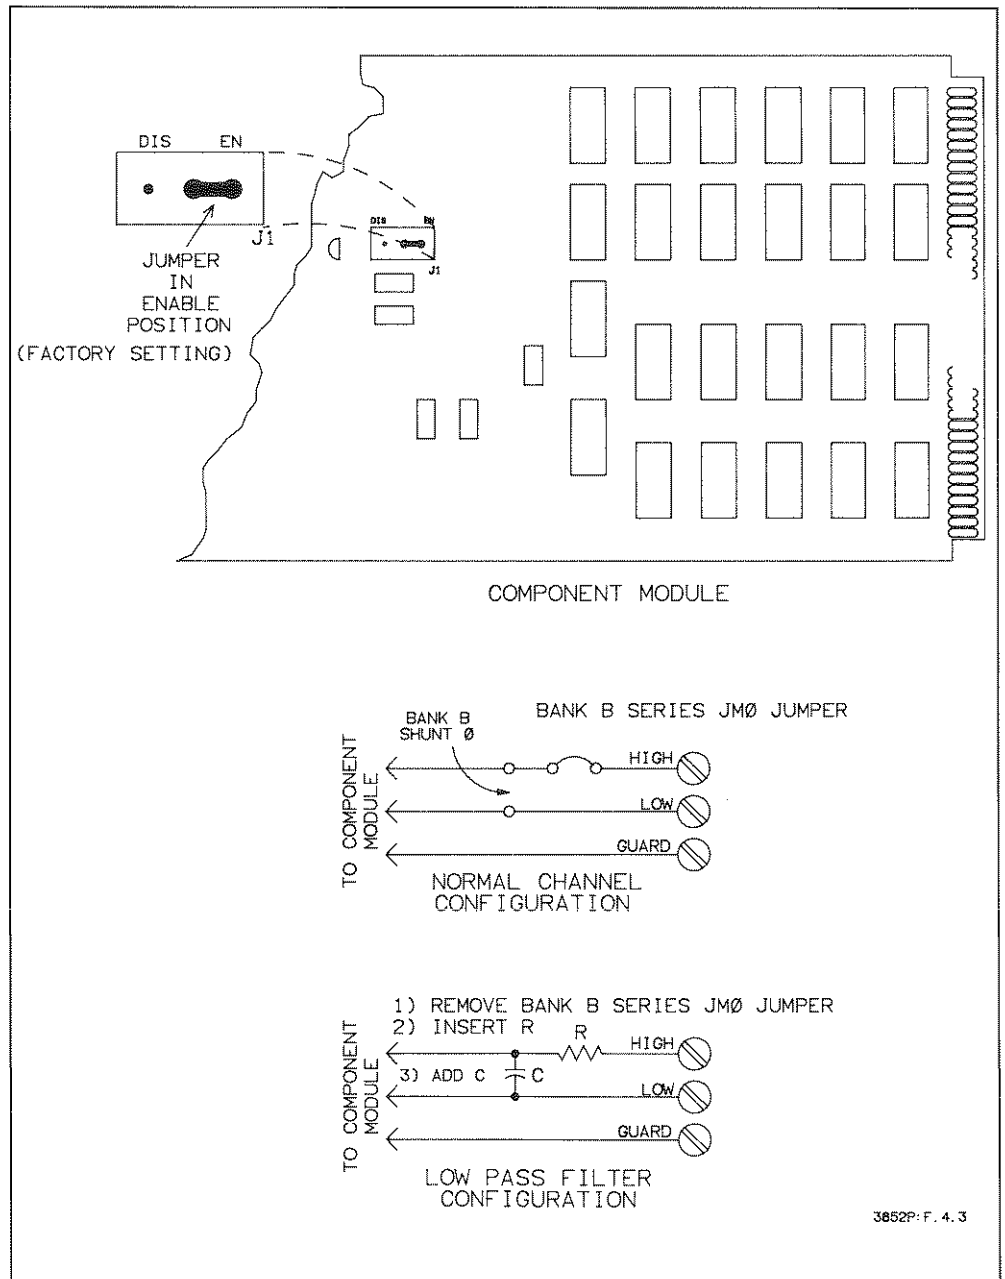 DIS EN
J1
JUMPER
IN
ENABLE
POSITION
(FACTORY SETTING)
DIS EN
J1
COMPONENT MODULE
BANK B SERIES JMØ JUMPER
BANK B
SHUNT Ø
TO COMPONENT
MODULE
HIGH
LOW
GUARD
NORMAL CHANNEL
CONFIGURATION
1) REMOVE BANK B SERIES JMØ JUMPER
2) INSERT R
R
HIGH
3) ADD C
C
LOW
TO COMPONENT
MODULE
GUARD
LOW PASS FILTER
CONFIGURATION
3852P:F.4.3